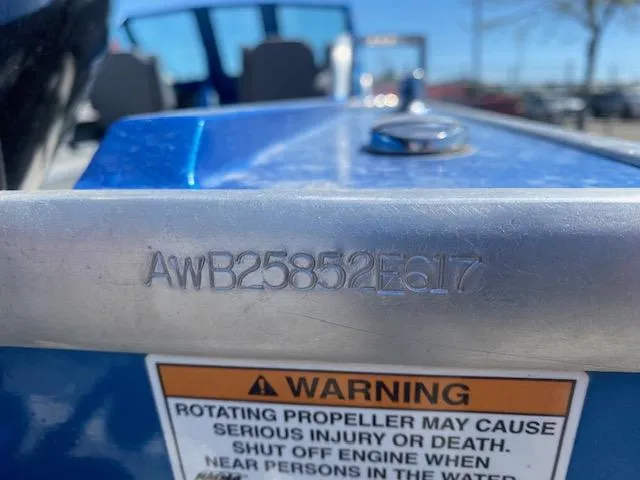 AWB25852E617
WARNING
ROTATING PROPELLER MAY CAUSE
SERIOUS INJURY OR DEATH.
SHUT OFF ENGINE WHEN
NEAR PERSONS IN THE WATER